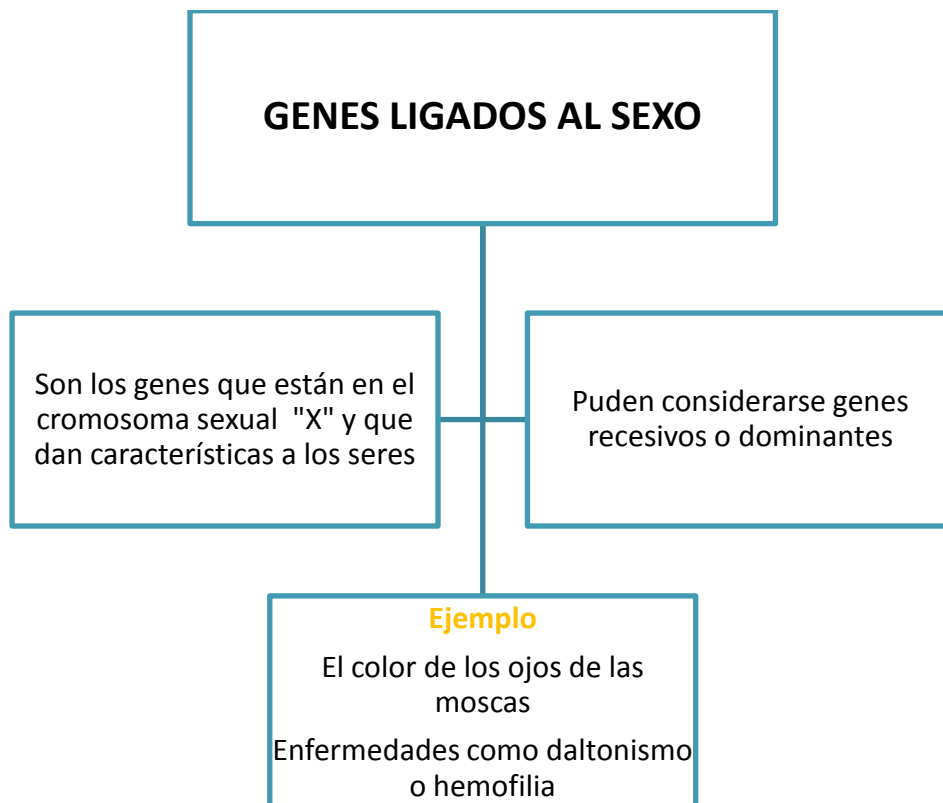 GENES LIGADOS AL SEXO
Son los genes que están en el
cromosoma sexual "X" y que
dan características a los seres
Puden considerarse genes
recesivos o dominantes
Ejemplo
El color de los ojos de las
moscas
Enfermedades como daltonismo
o hemofilia